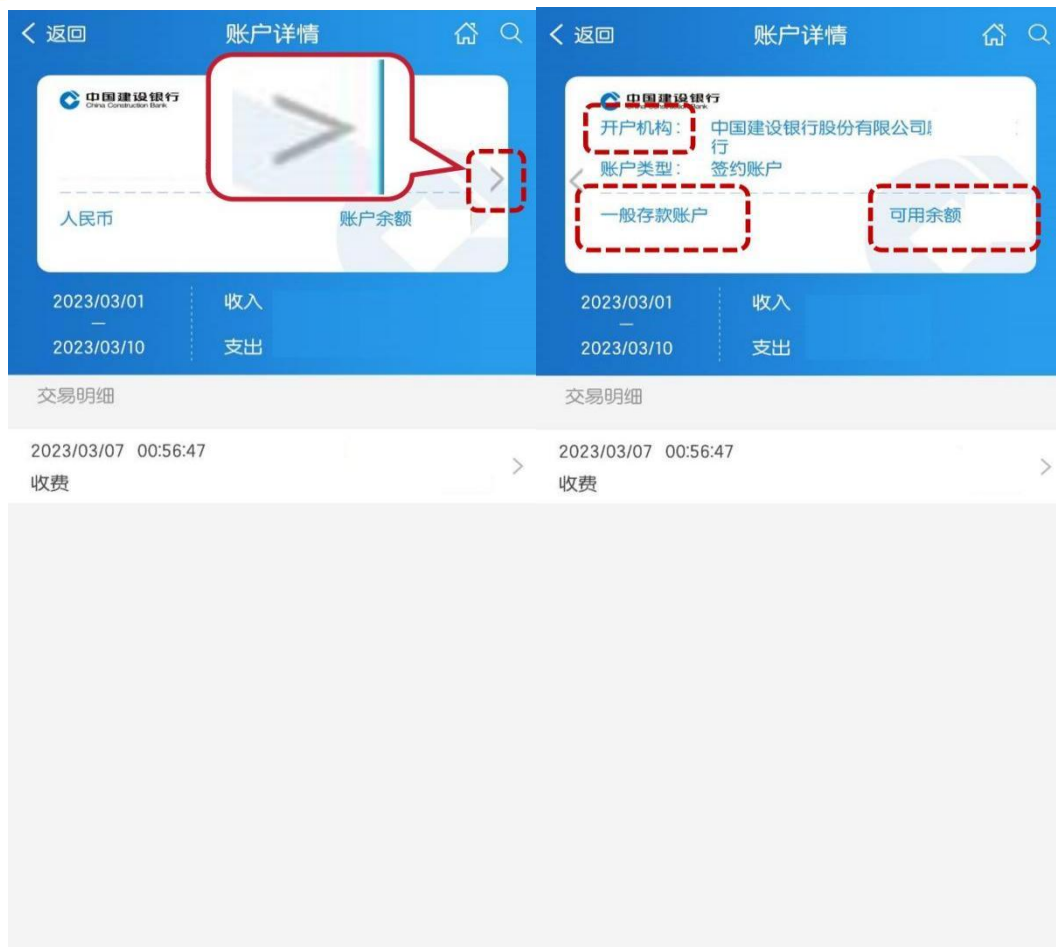 返回
账户详情
中国建设银行
China Construction Bank
人民币
账户余额
2023/03/01
收入
—
2023/03/10
支出
交易明细
2023/03/07 00:56:47
收费
返回
账户详情
中国建设银行
China Construction Bank
开户机构： 中国建设银行股份有限公司
行
账户类型： 签约账户
一般存款账户
可用余额
2023/03/01
收入
—
2023/03/10
支出
交易明细
2023/03/07 00:56:47
收费